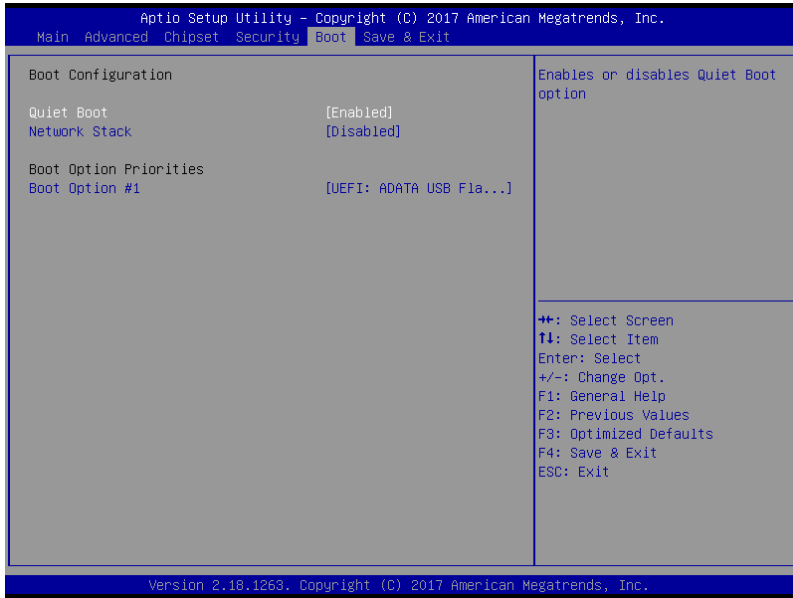 Aptio Setup Utility – Copyright (C) 2017 American Megatrends, Inc.
Main Advanced Chipset Security Boot Save & Exit
Boot Configuration
Quiet Boot [Enabled]
Network Stack [Disabled]
Boot Option Priorities
Boot Option #1 [UEFI: ADATA USB Fla...]
Enables or disables Quiet Boot
option
→←: Select Screen
↑↓: Select Item
Enter: Select
+/-: Change Opt.
F1: General Help
F2: Previous Values
F3: Optimized Defaults
F4: Save & Exit
ESC: Exit
Version 2.18.1263. Copyright (C) 2017 American Megatrends, Inc.